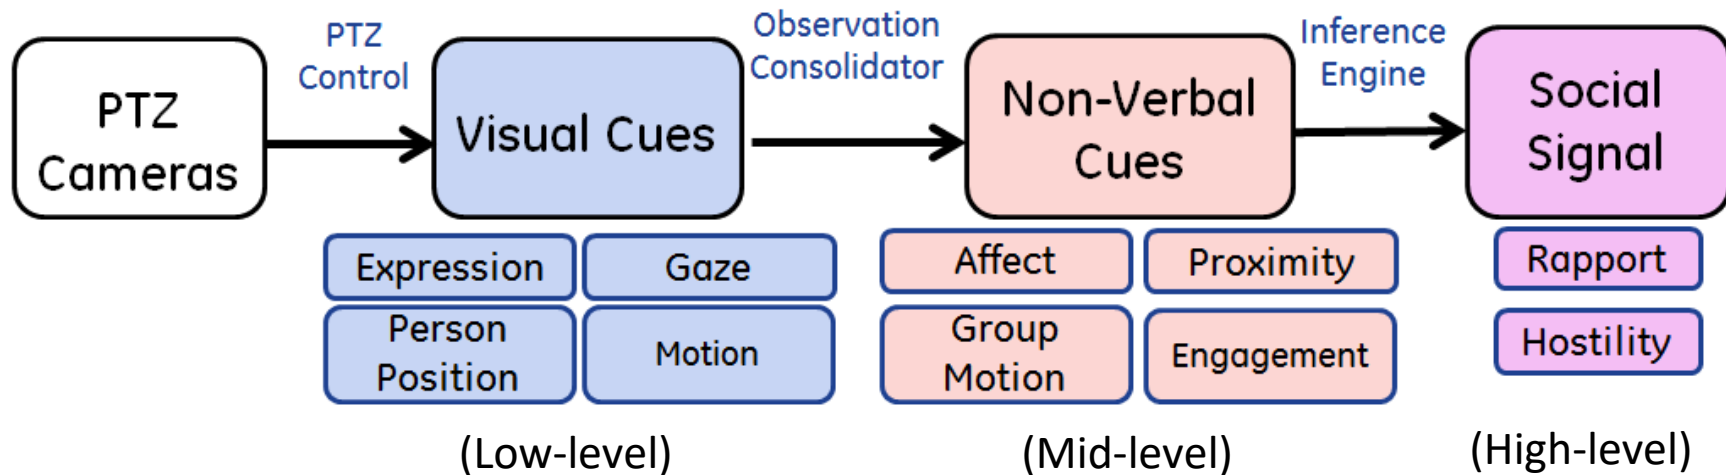 PTZ
Cameras
PTZ
Control
Visual Cues
Observation
Consolidator
Non-Verbal
Cues
Inference
Engine
Social
Signal
Expression
Gaze
Person
Position
Motion
Affect
Proximity
Group
Motion
Engagement
Rapport
Hostility
(Low-level)
(Mid-level)
(High-level)